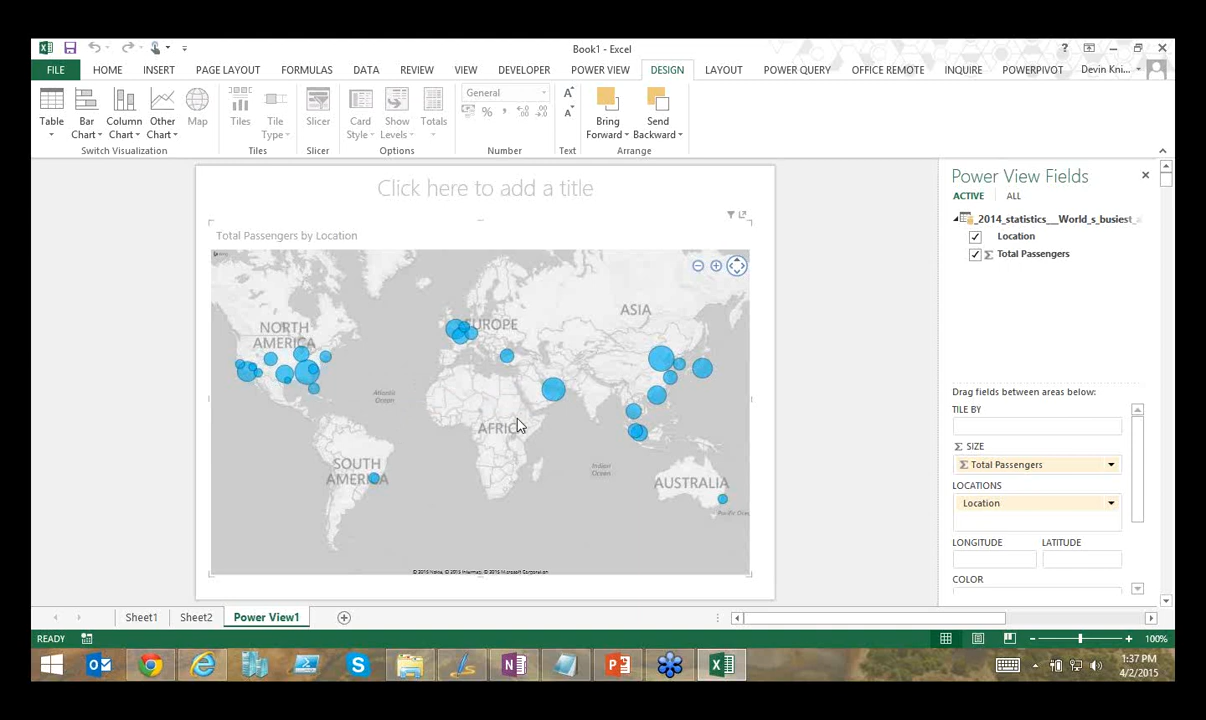 Book1 - Excel
FILE HOME INSERT PAGE LAYOUT FORMULAS DATA REVIEW VIEW DEVELOPER POWER VIEW DESIGN LAYOUT POWER QUERY OFFICE REMOTE INQUIRE POWERPIVOT Devin Kni...
Table Bar Chart Column Chart Other Chart Map Tiles Tile Type Slicer Card Style Show Levels Totals General Bring Forward Send Backward
Switch Visualization Tiles Slicer Options Number Text Arrange
Click here to add a title
Total Passengers by Location
NORTH AMERICA
EUROPE
ASIA
Atlantic Ocean
AFRICA
SOUTH AMERICA
Indian Ocean
AUSTRALIA
Power View Fields
ACTIVE ALL
_2014_statistics__World_s_busiest_
Location
Σ Total Passengers
Drag fields between areas below:
TILE BY
Σ SIZE
Σ Total Passengers
LOCATIONS
Location
LONGITUDE LATITUDE
COLOR
Sheet1 Sheet2 Power View1
READY 100%
1:37 PM
4/2/2015